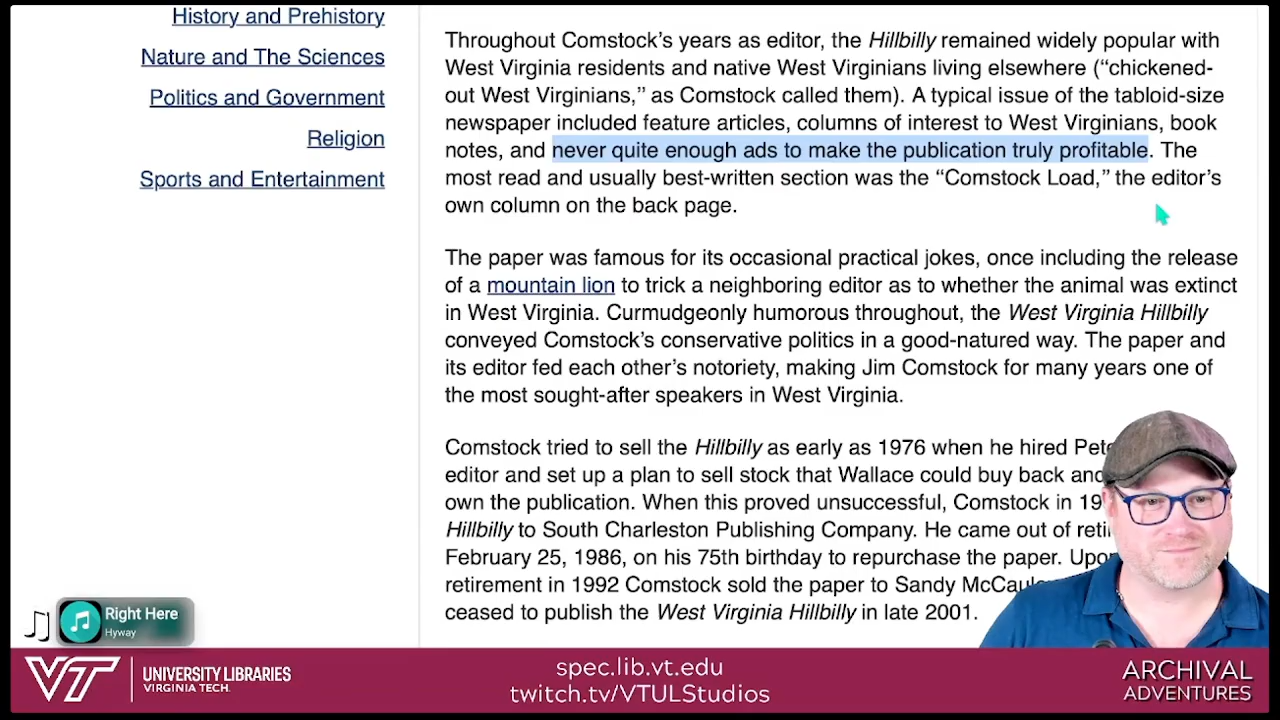 History and Prehistory
Nature and The Sciences
Politics and Government
Religion
Sports and Entertainment
Throughout Comstock’s years as editor, the Hillbilly remained widely popular with
West Virginia residents and native West Virginians living elsewhere (“chickened-
out West Virginians,” as Comstock called them). A typical issue of the tabloid-size
newspaper included feature articles, columns of interest to West Virginians, book
notes, and never quite enough ads to make the publication truly profitable. The
most read and usually best-written section was the “Comstock Load,” the editor’s
own column on the back page.
The paper was famous for its occasional practical jokes, once including the release
of a mountain lion to trick a neighboring editor as to whether the animal was extinct
in West Virginia. Curmudgeonly humorous throughout, the West Virginia Hillbilly
conveyed Comstock’s conservative politics in a good-natured way. The paper and
its editor fed each other’s notoriety, making Jim Comstock for many years one of
the most sought-after speakers in West Virginia.
Comstock tried to sell the Hillbilly as early as 1976 when he hired
editor and set up a plan to sell stock that Wallace could buy back
own the publication. When this proved unsuccessful, Comstock in
Hillbilly to South Charleston Publishing Company. He came out of
February 25, 1986, on his 75th birthday to repurchase the paper.
retirement in 1992 Comstock sold the paper to Sandy
ceased to publish the West Virginia Hillbilly in late 2001.
Right Here
Hyway
VT UNIVERSITY LIBRARIES
VIRGINIA TECH.
spec.lib.vt.edu
twitch.tv/VTULStudios
ARCHIVAL
ADVENTURES